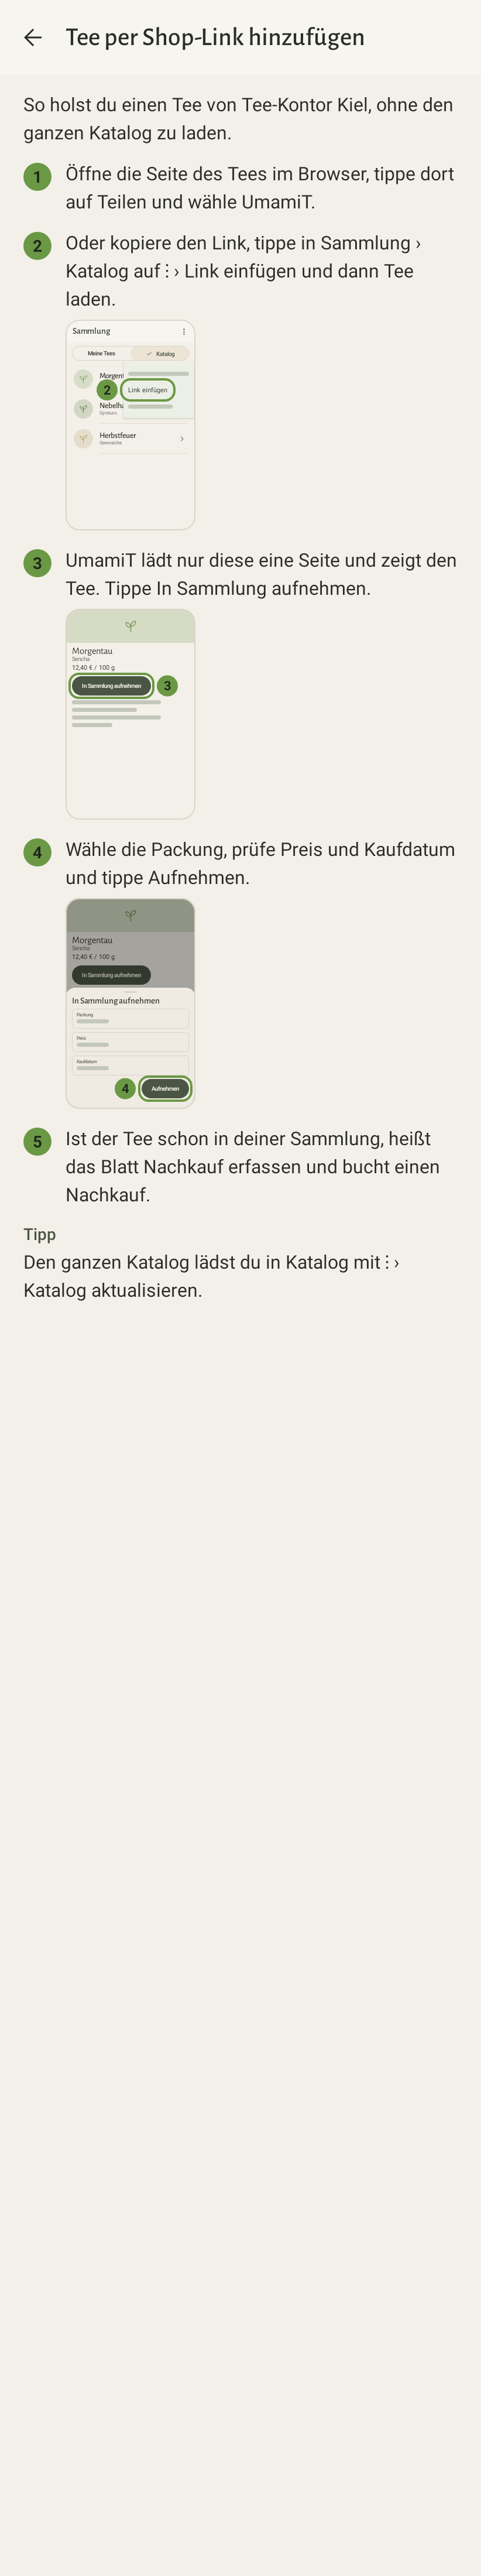 Tee per Shop-Link hinzufügen
So holst du einen Tee von Tee-Kontor Kiel, ohne den
ganzen Katalog zu laden.
1 Öffne die Seite des Tees im Browser, tippe dort
auf Teilen und wähle UmamiT.
2 Oder kopiere den Link, tippe in Sammlung ›
Katalog auf ⋮ › Link einfügen und dann Tee
laden.
Sammlung
Meine Tees Katalog
Morgent
2 Link einfügen
Nebelha
Gyokuro
Herbstfeuer
Genmaicha
3 UmamiT lädt nur diese eine Seite und zeigt den
Tee. Tippe In Sammlung aufnehmen.
Morgentau
Sencha
12,40 € / 100 g
In Sammlung aufnehmen 3
4 Wähle die Packung, prüfe Preis und Kaufdatum
und tippe Aufnehmen.
Morgentau
Sencha
12,40 € / 100 g
In Sammlung aufnehmen
In Sammlung aufnehmen
Packung
Preis
Kaufdatum
4 Aufnehmen
5 Ist der Tee schon in deiner Sammlung, heißt
das Blatt Nachkauf erfassen und bucht einen
Nachkauf.
Tipp
Den ganzen Katalog lädst du in Katalog mit ⋮ ›
Katalog aktualisieren.